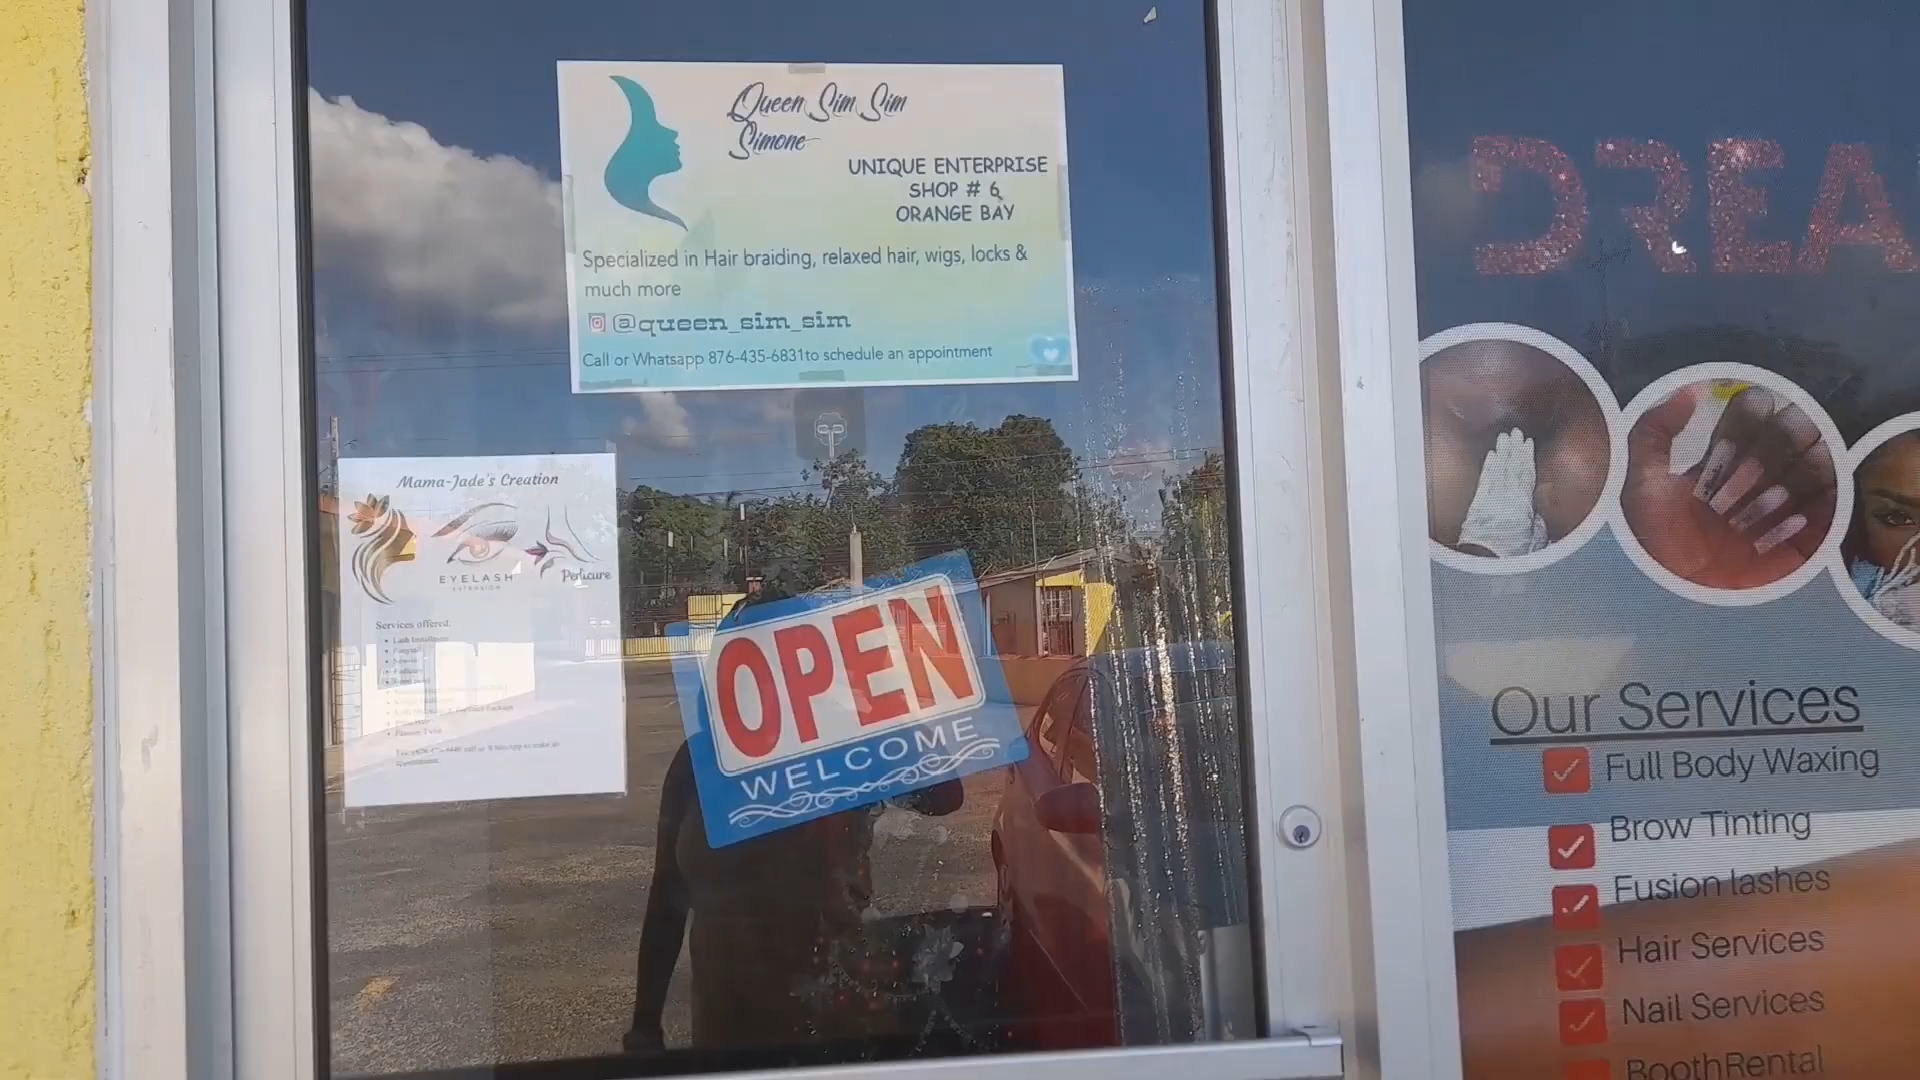 Queen Sim Sim
Simone
UNIQUE ENTERPRISE
SHOP # 6
ORANGE BAY
Specialized in Hair braiding, relaxed hair, wigs, locks &
much more
@queen_sim_sim
Call or Whatsapp 876-435-6831to schedule an appointment
Mama-Jade's Creation
EYELASH
EXTENSION
Pedicure
Services offered.
OPEN
WELCOME
DREA
Our Services
Full Body Waxing
Brow Tinting
Fusion lashes
Hair Services
Nail Services
BoothRental